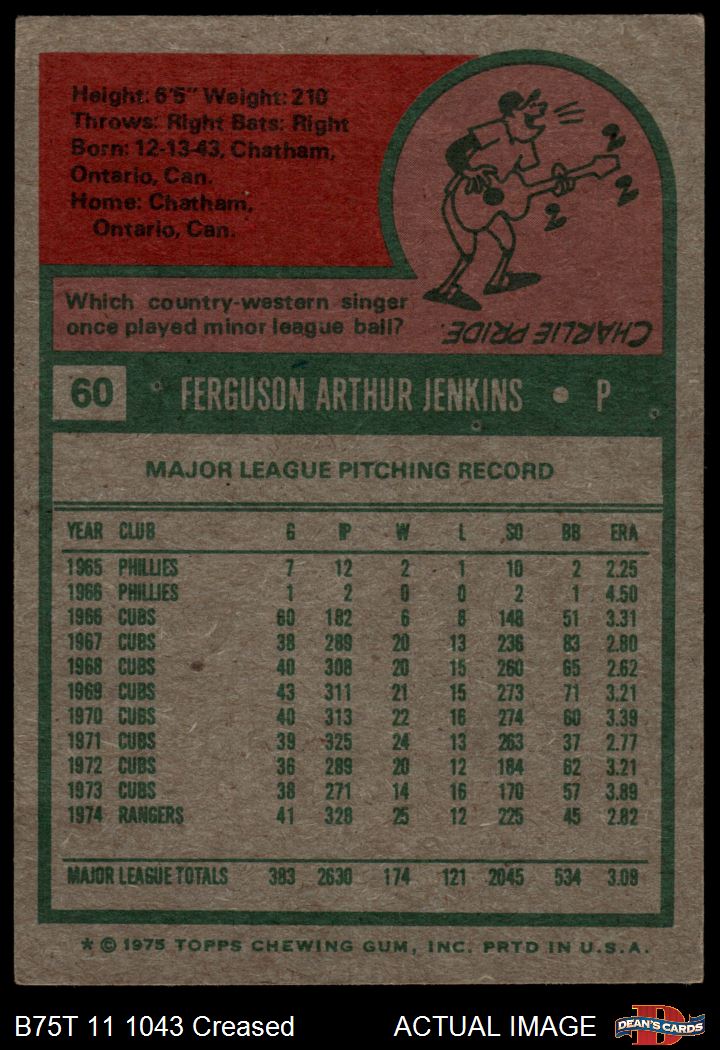 Height: 6'5" Weight: 210
Throws: Right Bats: Right
Born: 12-13-43, Chatham,
Ontario, Can.
Home: Chatham,
Ontario, Can.
Which country-western singer
once played minor league ball?
CHARLIE PRIDE.
60 FERGUSON ARTHUR JENKINS • P
MAJOR LEAGUE PITCHING RECORD
YEAR CLUB G IP W L SO BB ERA
1965 PHILLIES 7 12 2 1 10 2 2.25
1966 PHILLIES 1 2 0 0 2 1 4.50
1966 CUBS 60 182 6 8 148 51 3.31
1967 CUBS 38 289 20 13 236 83 2.80
1968 CUBS 40 308 20 15 260 65 2.62
1969 CUBS 43 311 21 15 273 71 3.21
1970 CUBS 40 313 22 16 274 60 3.39
1971 CUBS 39 325 24 13 263 37 2.77
1972 CUBS 36 289 20 12 184 62 3.21
1973 CUBS 38 271 14 16 170 57 3.89
1974 RANGERS 41 328 25 12 225 45 2.82
MAJOR LEAGUE TOTALS 383 2630 174 121 2045 534 3.08
* © 1975 TOPPS CHEWING GUM, INC. PRTD IN U.S.A.
B75T 11 1043 Creased ACTUAL IMAGE
DEAN'S CARDS